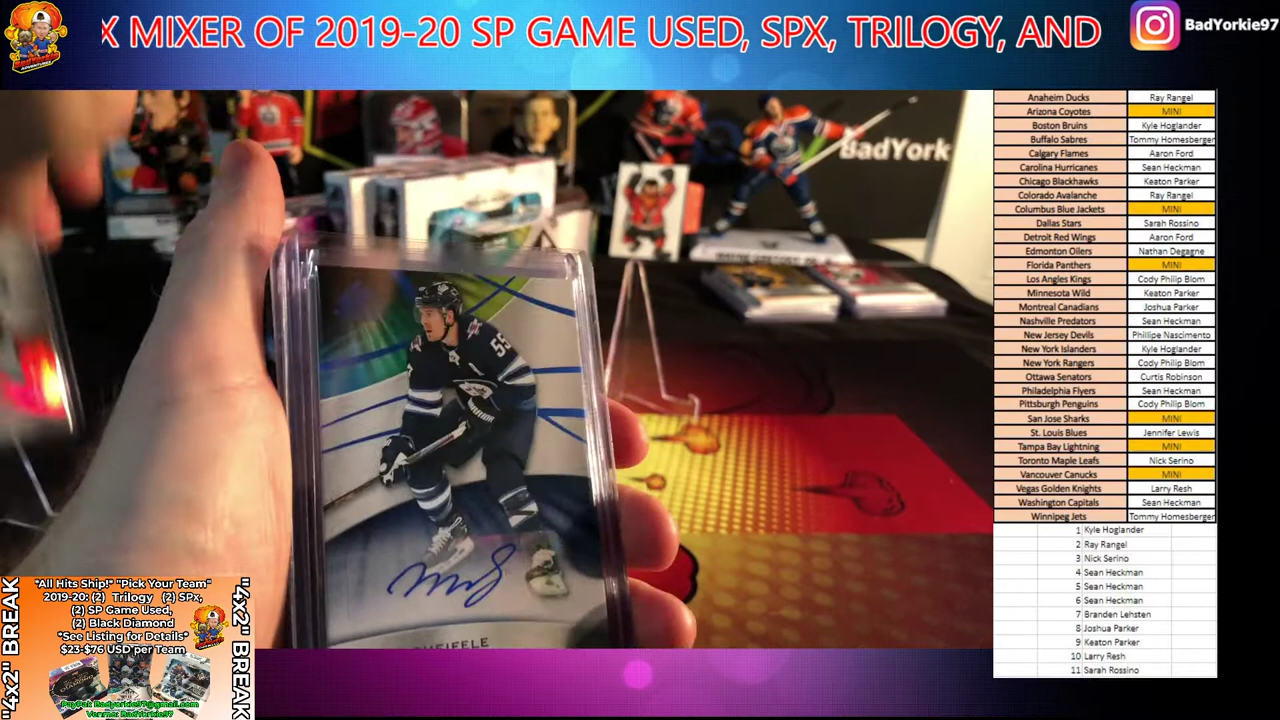 X MIXER OF 2019-20 SP GAME USED, SPX, TRILOGY, AND
BadYorkie97
BadYork
55
EIFELE
Anaheim Ducks Ray Rangel
Arizona Coyotes MINI
Boston Bruins Kyle Hoglander
Buffalo Sabres Tommy Homesberger
Calgary Flames Aaron Ford
Carolina Hurricanes Sean Heckman
Chicago Blackhawks Keaton Parker
Colorado Avalanche Ray Rangel
Columbus Blue Jackets MINI
Dallas Stars Sarah Rossino
Detroit Red Wings Aaron Ford
Edmonton Oilers Nathan Degagne
Florida Panthers MINI
Los Angeles Kings Cody Philip Blom
Minnesota Wild Keaton Parker
Montreal Canadians Joshua Parker
Nashville Predators Sean Heckman
New Jersey Devils Phillipe Nascimento
New York Islanders Kyle Hoglander
New York Rangers Cody Philip Blom
Ottawa Senators Curtis Robinson
Philadelphia Flyers Sean Heckman
Pittsburgh Penguins Cody Philip Blom
San Jose Sharks MINI
St. Louis Blues Jennifer Lewis
Tampa Bay Lightning MINI
Toronto Maple Leafs Nick Serino
Vancouver Canucks MINI
Vegas Golden Knights Larry Resh
Washington Capitals Sean Heckman
Winnipeg Jets Tommy Homesberger
1 Kyle Hoglander
2 Ray Rangel
3 Nick Serino
4 Sean Heckman
5 Sean Heckman
6 Sean Heckman
7 Branden Lehsten
8 Joshua Parker
9 Keaton Parker
10 Larry Resh
11 Sarah Rossino
"4x2" BREAK
"All Hits Ship!" "Pick Your Team"
2019-20: (2) Trilogy (2) SPx,
(2) SP Game Used,
(2) Black Diamond
*See Listing for Details*
$23-$76 USD per Team
PayPal: Badyorkie97@gmail.com
Venmo: BadYorkie97
"4x2" BREAK